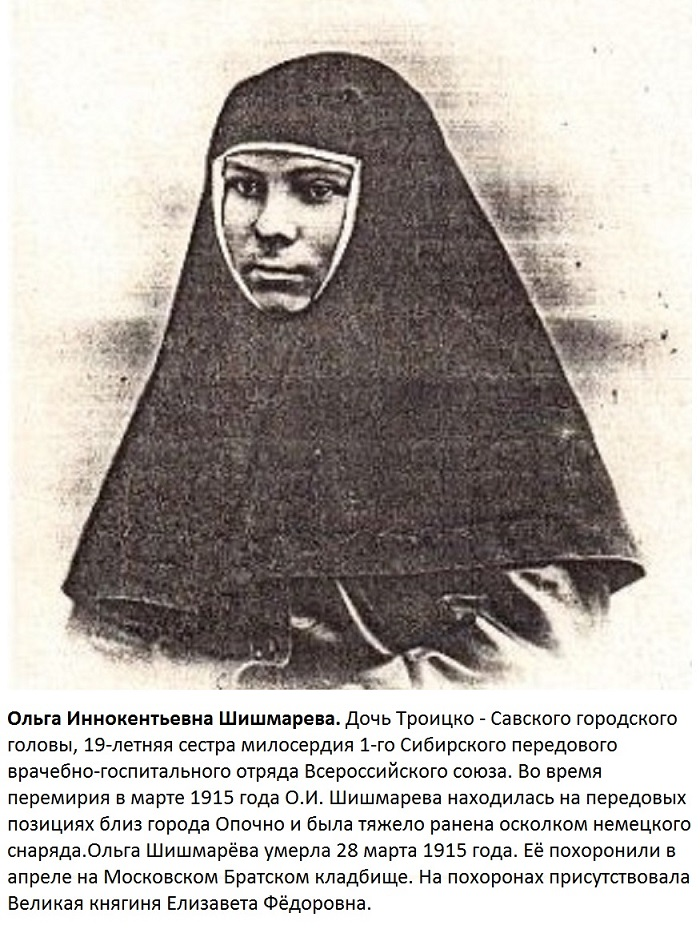 Ольга Иннокентьевна Шишмарева. Дочь Троицко - Савского городского
головы, 19-летняя сестра милосердия 1-го Сибирского передового
врачебно-госпитального отряда Всероссийского союза. Во время
перемирия в марте 1915 года О.И. Шишмарева находилась на передовых
позициях близ города Опочно и была тяжело ранена осколком немецкого
снаряда.Ольга Шишмарёва умерла 28 марта 1915 года. Её похоронили в
апреле на Московском Братском кладбище. На похоронах присутствовала
Великая княгиня Елизавета Фёдоровна.